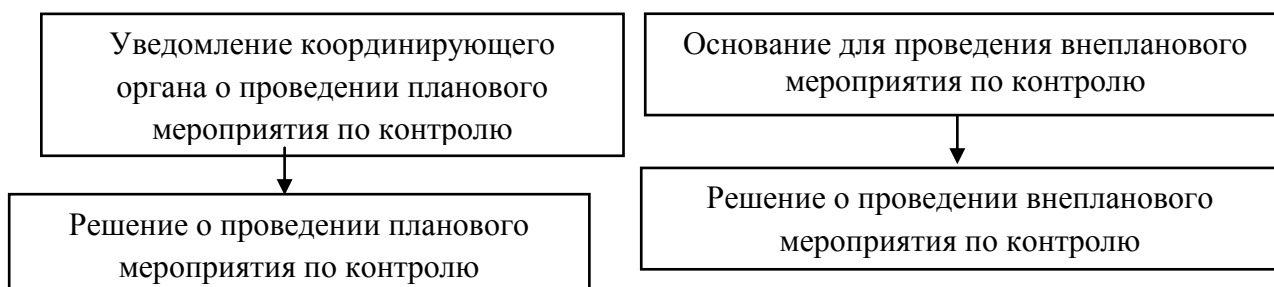 Уведомление координирующего
органа о проведении планового
мероприятия по контролю
Основание для проведения внепланового
мероприятия по контролю
Решение о проведении планового
мероприятия по контролю
Решение о проведении внепланового
мероприятия по контролю